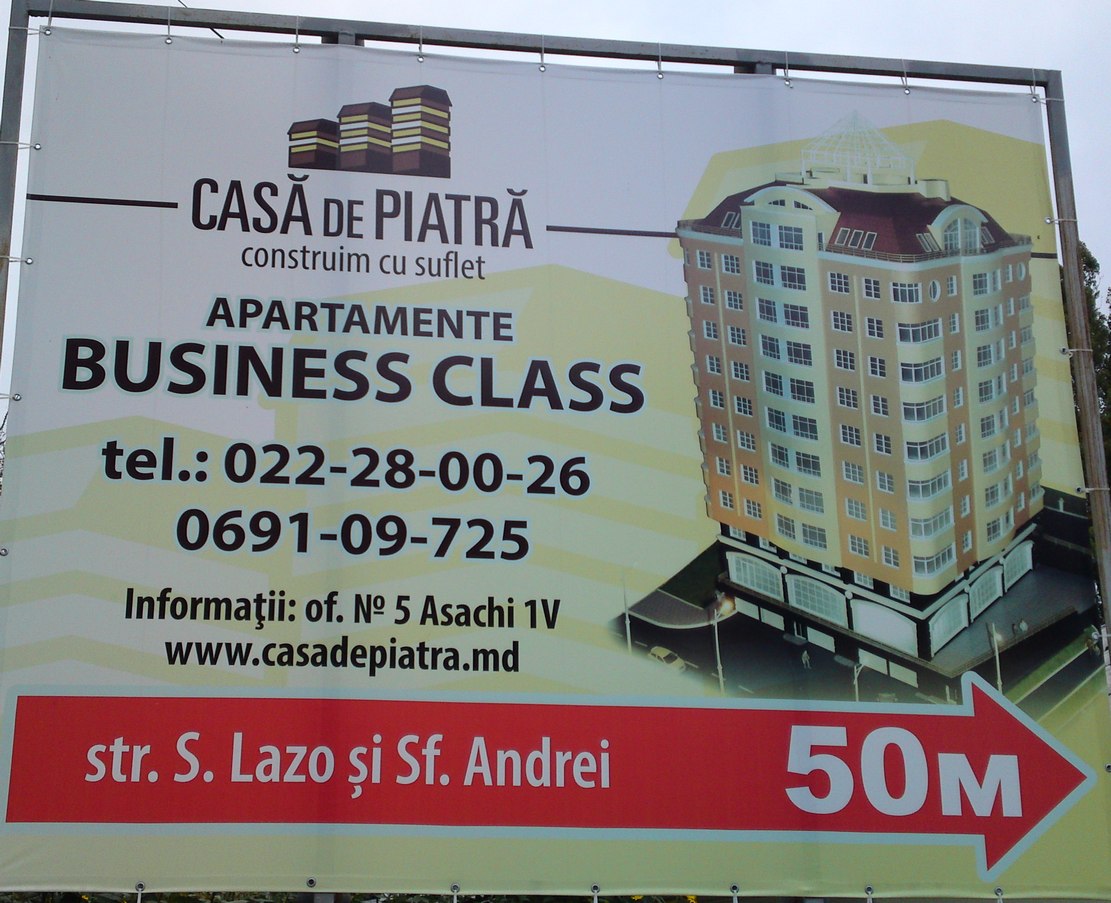 CASĂ DE PIATRĂ
construim cu suflet
APARTAMENTE
BUSINESS CLASS
tel.: 022-28-00-26
0691-09-725
Informaţii: of. № 5 Asachi 1V
www.casadepiatra.md
str. S. Lazo și Sf. Andrei
50м